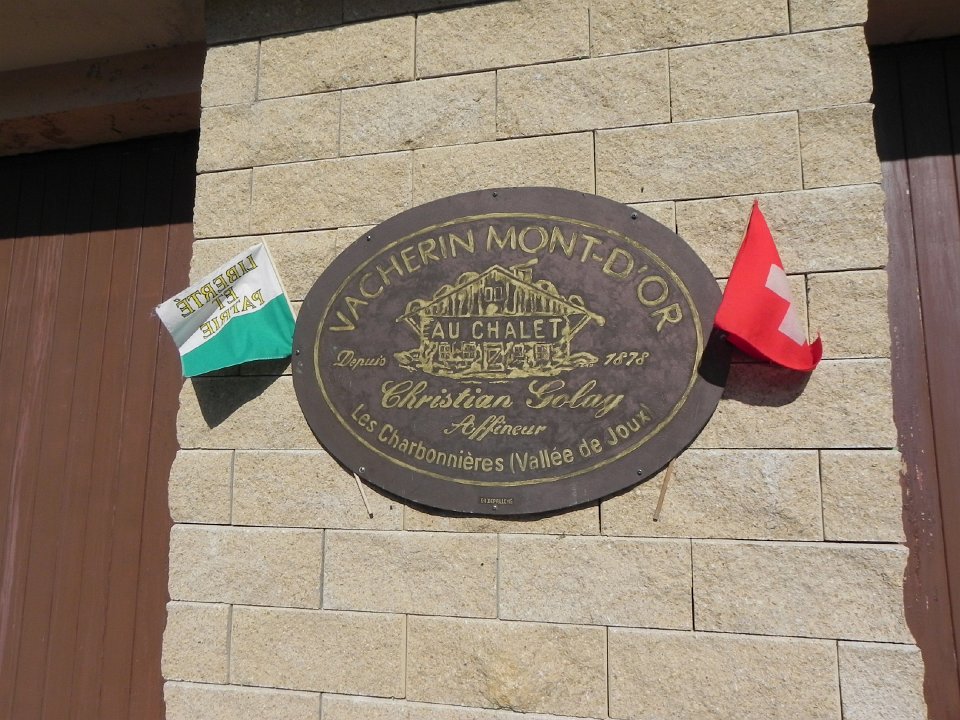 LIBERTÉ
ET
PATRIE
VACHERIN MONT-D'OR
AU CHALET
Depuis 1878
Christian Golay
Affineur
Les Charbonnières (Vallée de Joux)